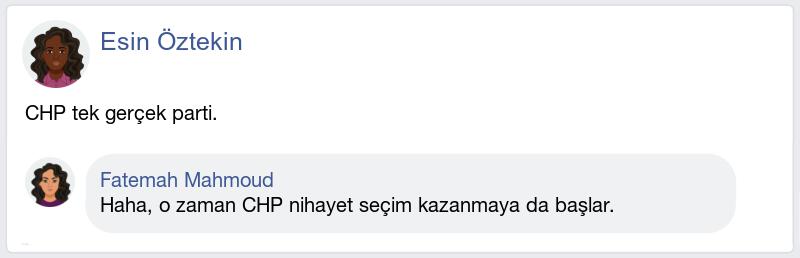 Esin Öztekin
CHP tek gerçek parti.
Fatemah Mahmoud
Haha, o zaman CHP nihayet seçim kazanmaya da başlar.